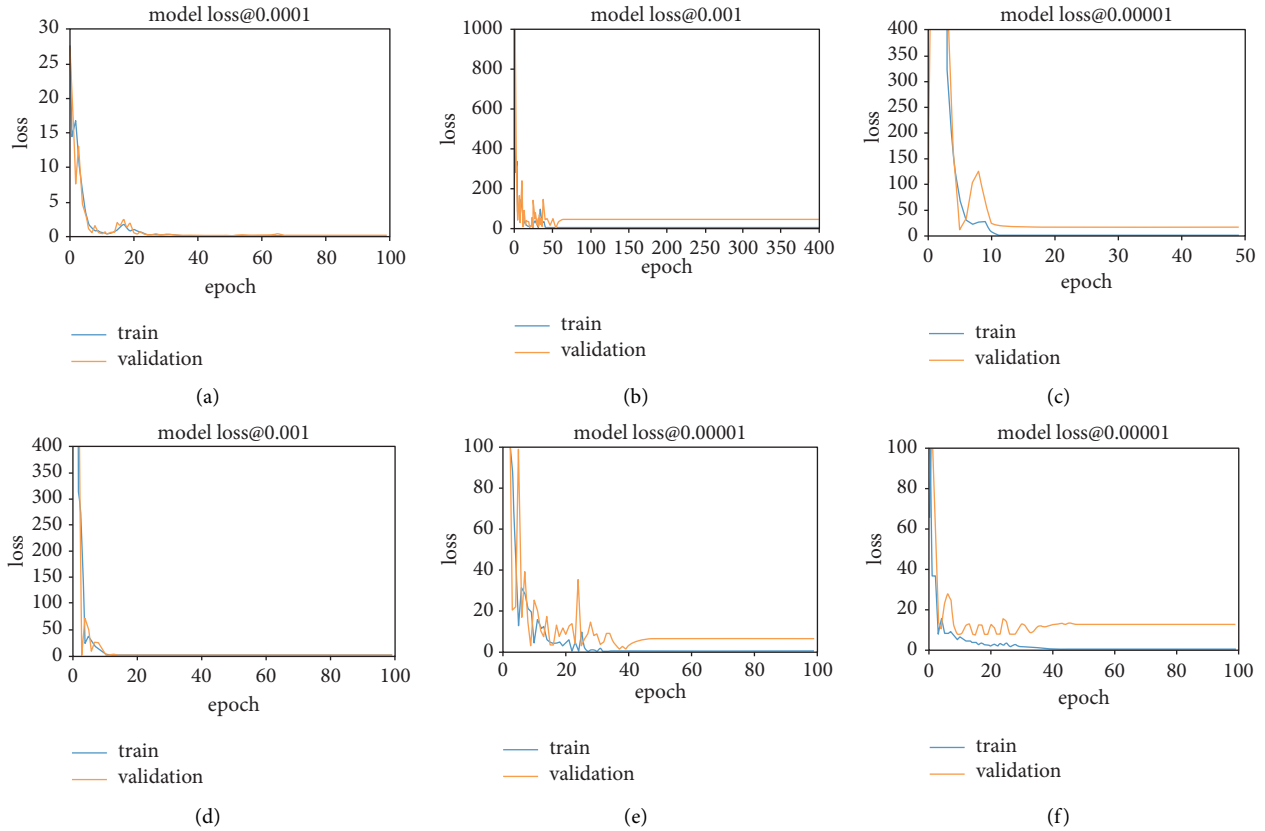 model loss@0.0001
30
25
20
15
10
5
0
loss
0 20 40 60 80 100
epoch
train
validation
(a)
model loss@0.001
1000
800
600
400
200
0
loss
0 50 100 150 200 250 300 350 400
epoch
train
validation
(b)
model loss@0.00001
400
350
300
250
200
150
100
50
0
loss
0 10 20 30 40 50
epoch
train
validation
(c)
model loss@0.001
400
350
300
250
200
150
100
50
0
loss
0 20 40 60 80 100
epoch
train
validation
(d)
model loss@0.00001
100
80
60
40
20
0
loss
0 20 40 60 80 100
epoch
train
validation
(e)
model loss@0.00001
100
80
60
40
20
0
loss
0 20 40 60 80 100
epoch
train
validation
(f)